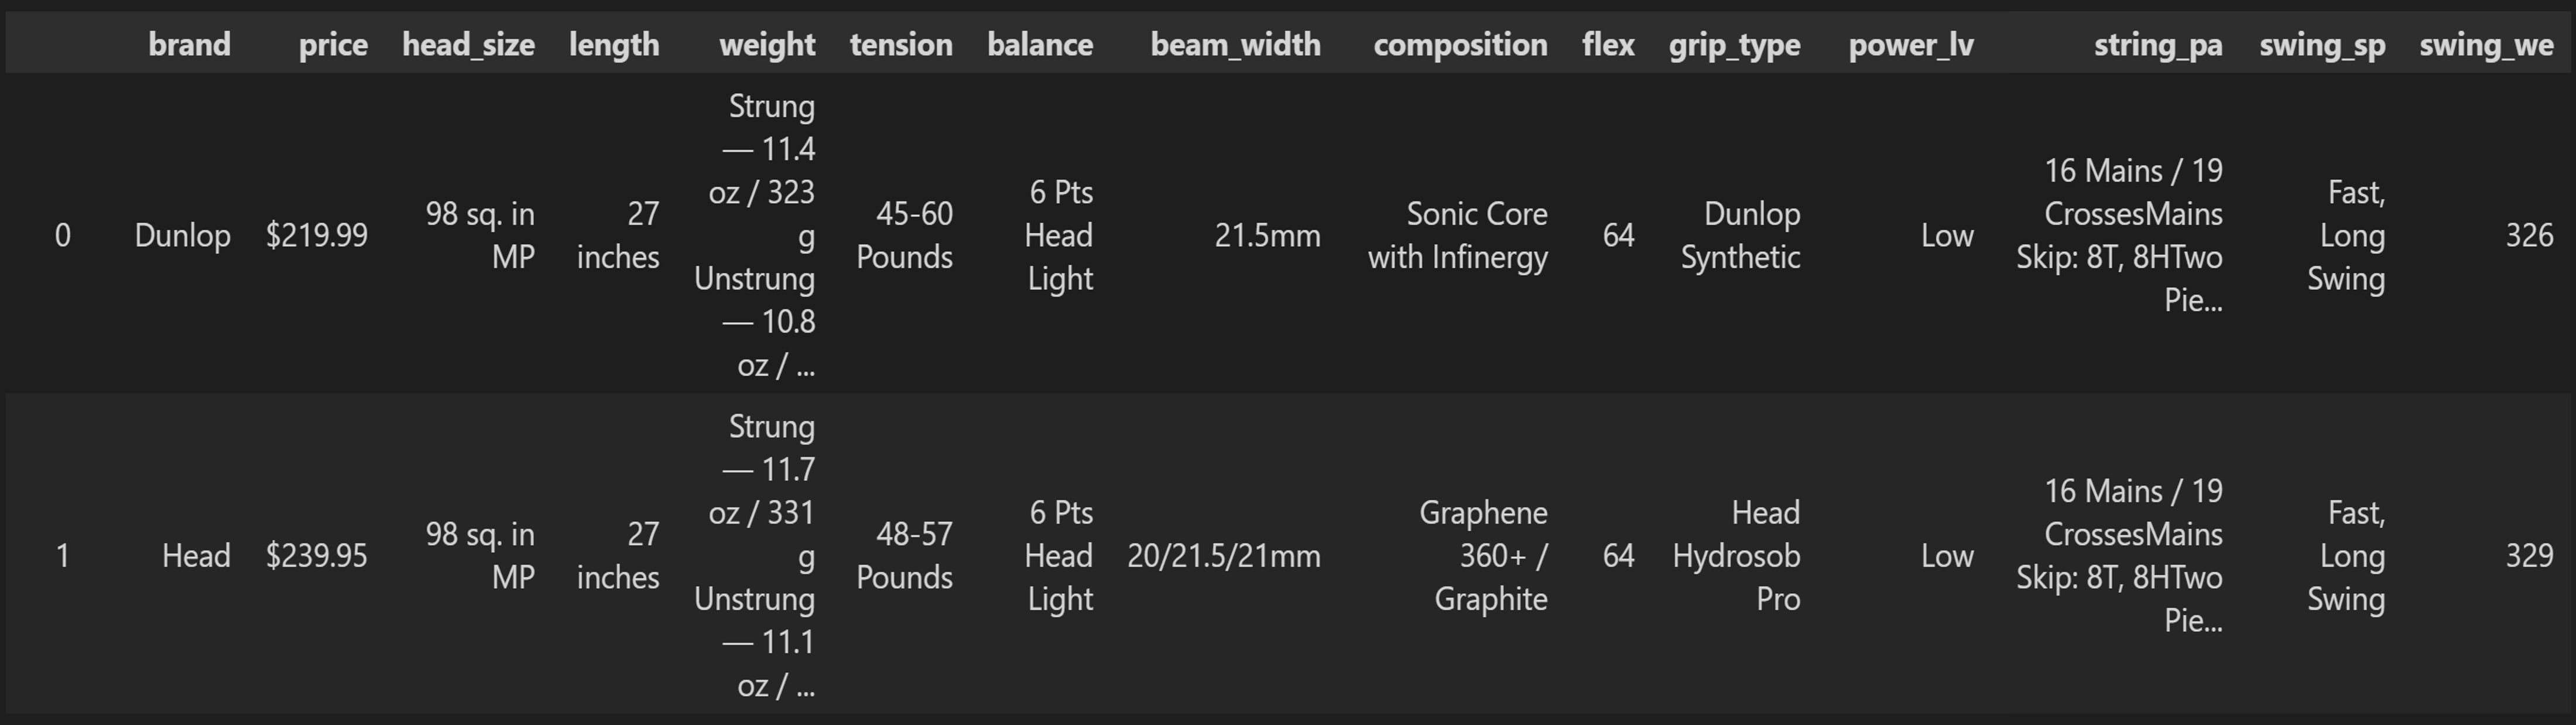 brand price head_size length weight tension balance beam_width composition flex grip_type power_lv string_pa swing_sp swing_we
0 Dunlop $219.99 98 sq. in MP 27 inches Strung — 11.4 oz / 323 g Unstrung — 10.8 oz / ... 45-60 Pounds 6 Pts Head Light 21.5mm Sonic Core with Infinergy 64 Dunlop Synthetic Low 16 Mains / 19 CrossesMains Skip: 8T, 8HTwo Pie... Fast, Long Swing 326
1 Head $239.95 98 sq. in MP 27 inches Strung — 11.7 oz / 331 g Unstrung — 11.1 oz / ... 48-57 Pounds 6 Pts Head Light 20/21.5/21mm Graphene 360+ / Graphite 64 Head Hydrosob Pro Low 16 Mains / 19 CrossesMains Skip: 8T, 8HTwo Pie... Fast, Long Swing 329